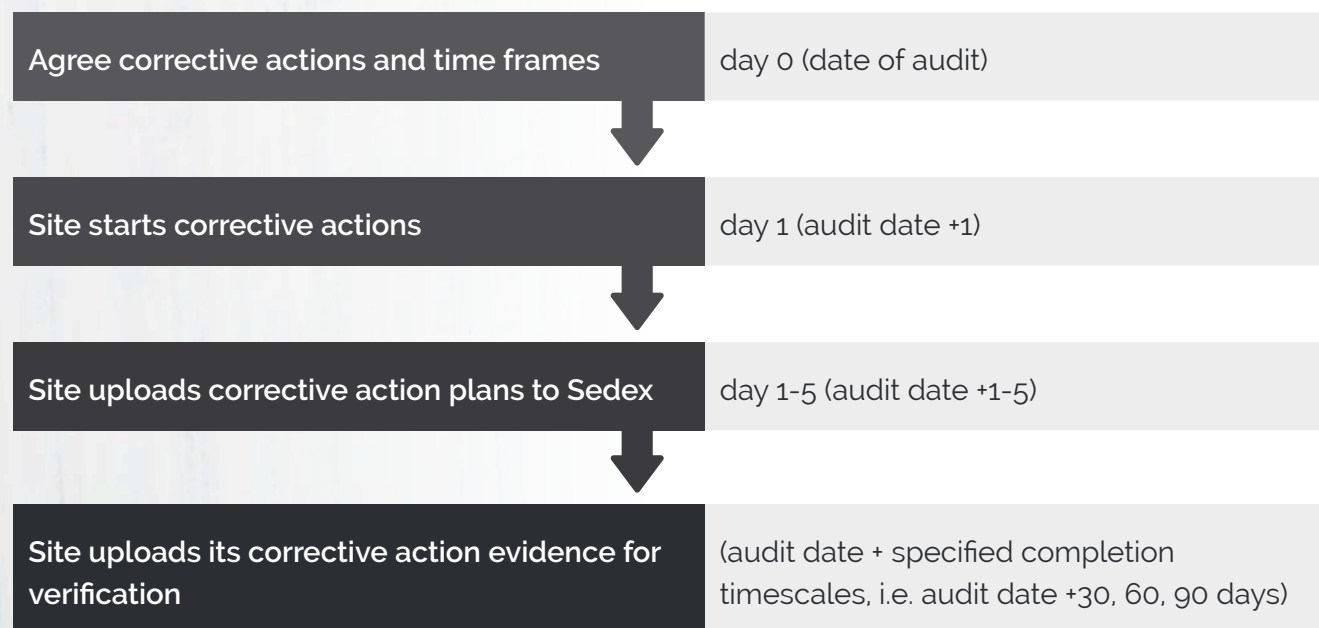 Agree corrective actions and time frames
day 0 (date of audit)
Site starts corrective actions
day 1 (audit date +1)
Site uploads corrective action plans to Sedex
day 1-5 (audit date +1-5)
Site uploads its corrective action evidence for
verification
(audit date + specified completion
timescales, i.e. audit date +30, 60, 90 days)